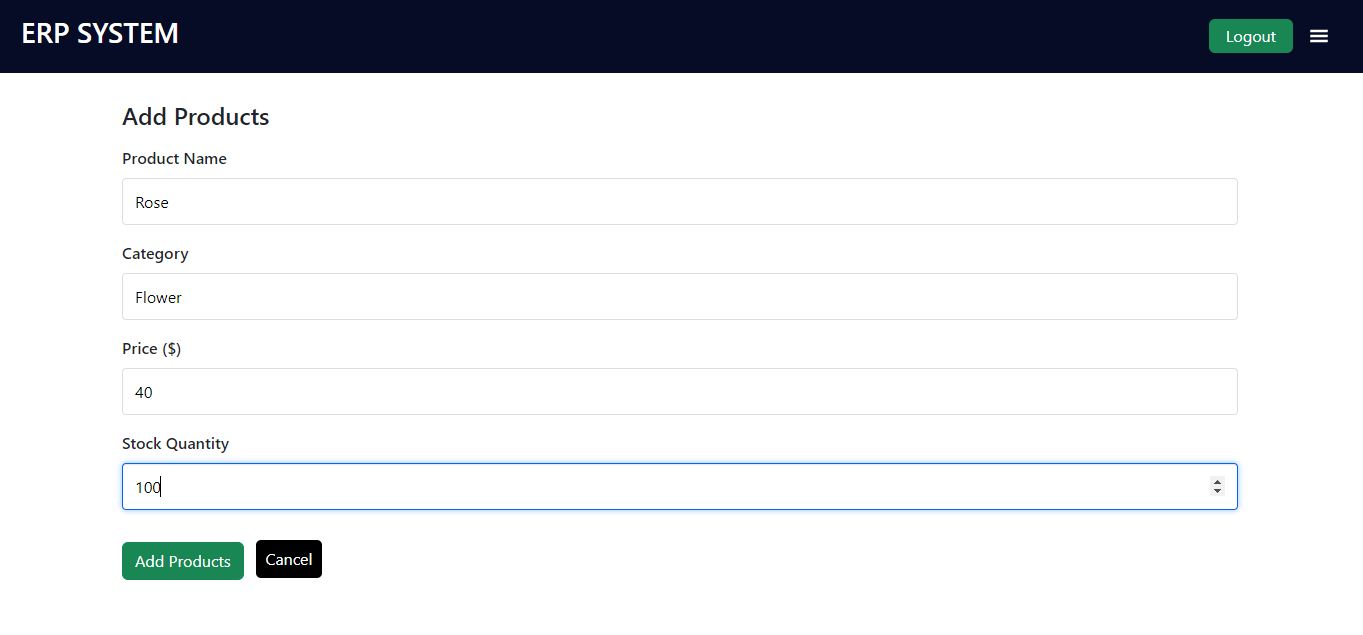 ERP SYSTEM
Logout
Add Products
Product Name
Rose
Category
Flower
Price ($)
40
Stock Quantity
100
Add Products
Cancel